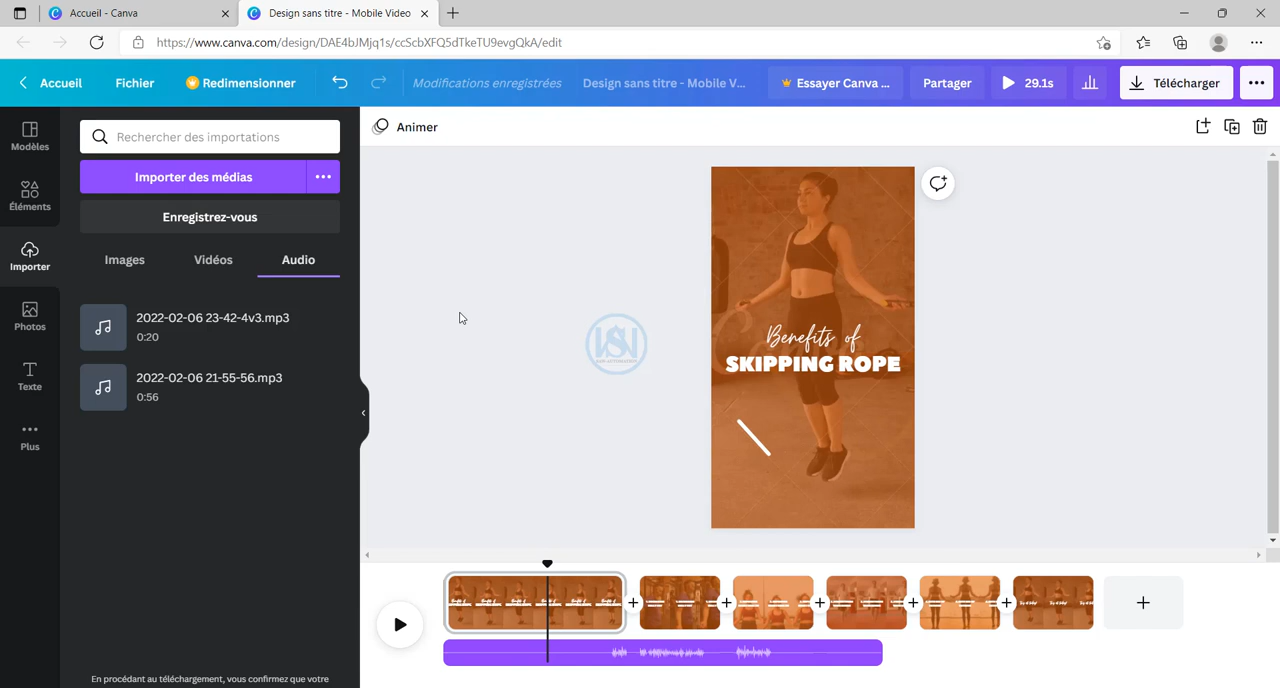 Accueil - Canva
Design sans titre - Mobile Video
https://www.canva.com/design/DAE4bJMjq1s/ccScbXFQ5dTkeTU9evgQkA/edit
Accueil
Fichier
Redimensionner
Modifications enregistrées
Design sans titre - Mobile V...
Essayer Canva ...
Partager
29.1s
Télécharger
Animer
Modèles
Éléments
Importer
Photos
Texte
Plus
Rechercher des importations
Importer des médias
Enregistrez-vous
Images
Vidéos
Audio
2022-02-06 23-42-4v3.mp3
0:20
2022-02-06 21-55-56.mp3
0:56
En procédant au téléchargement, vous confirmez que votre
Benefits of
SKIPPING ROPE